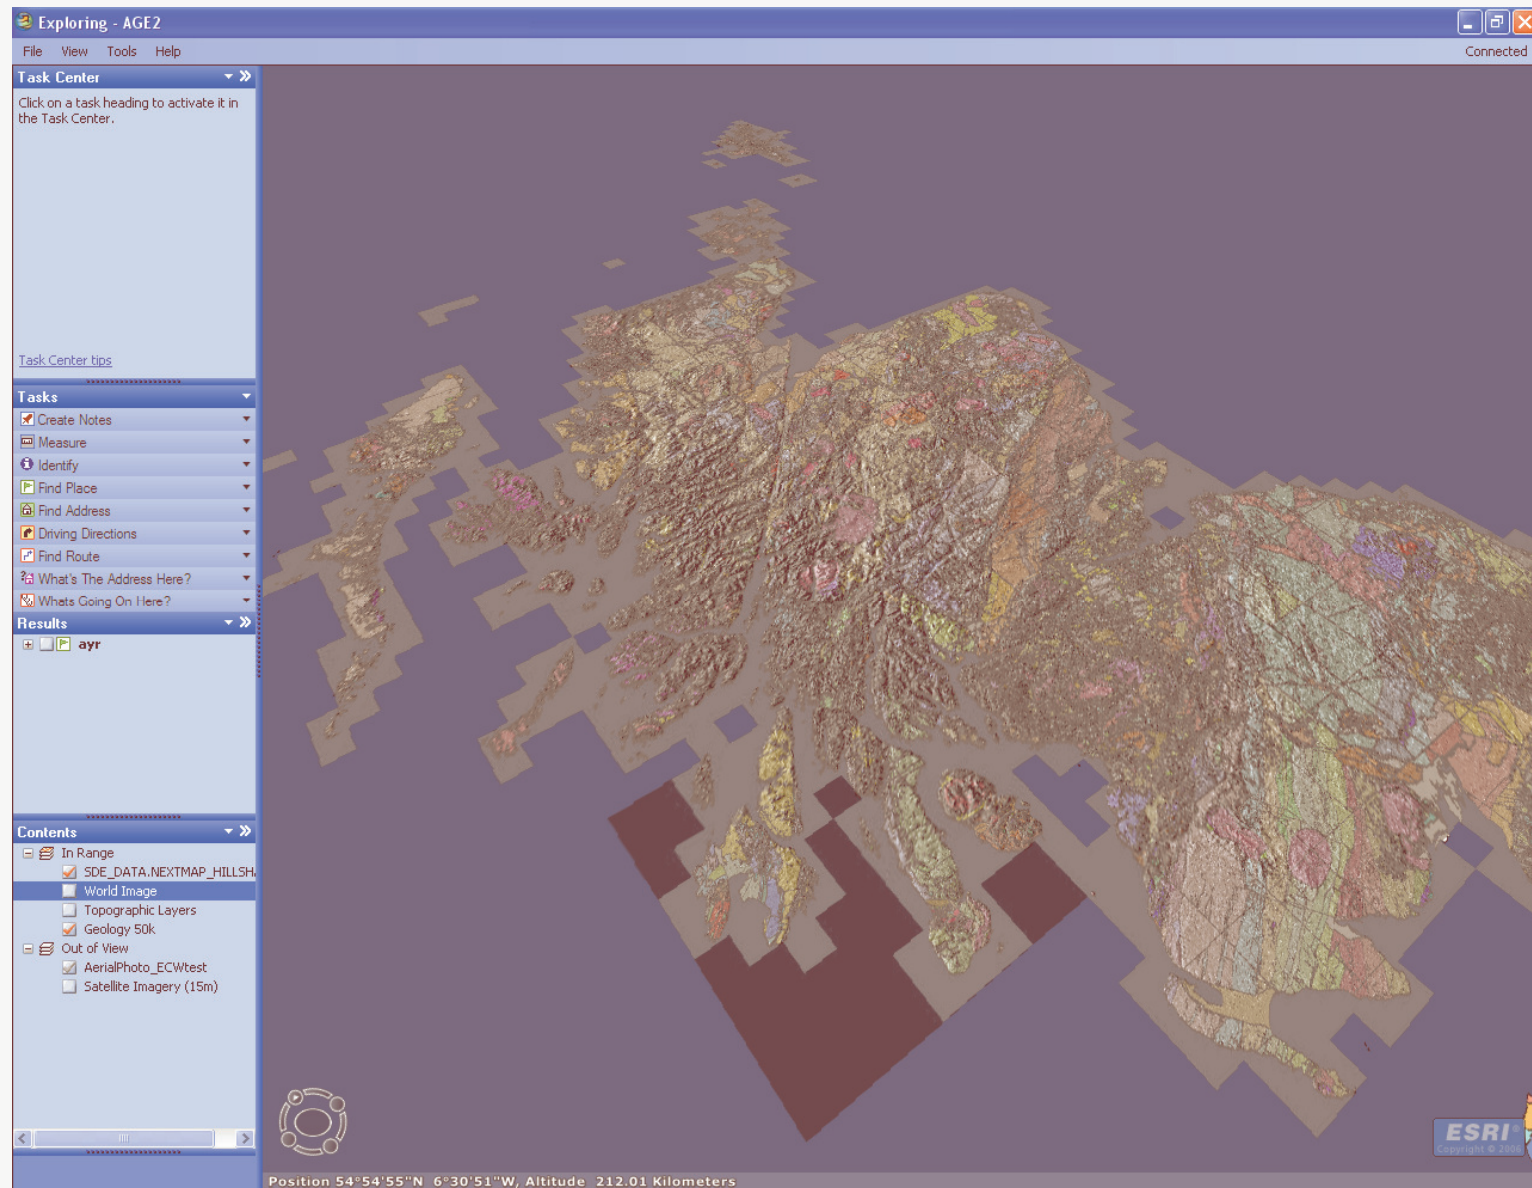 Exploring - AGE2
File View Tools Help
Connected
Task Center
Click on a task heading to activate it in
the Task Center.
Task Center tips
Tasks
Create Notes
Measure
Identify
Find Place
Find Address
Driving Directions
Find Route
What's The Address Here?
Whats Going On Here?
Results
ayr
Contents
In Range
SDE_DATA.NEXTMAP_HILLSH
World Image
Topographic Layers
Geology 50k
Out of View
AerialPhoto_ECWtest
Satellite Imagery (15m)
ESRI®
Copyright © 2006
Position 54°54'55"N 6°30'51"W, Altitude 212.01 Kilometers